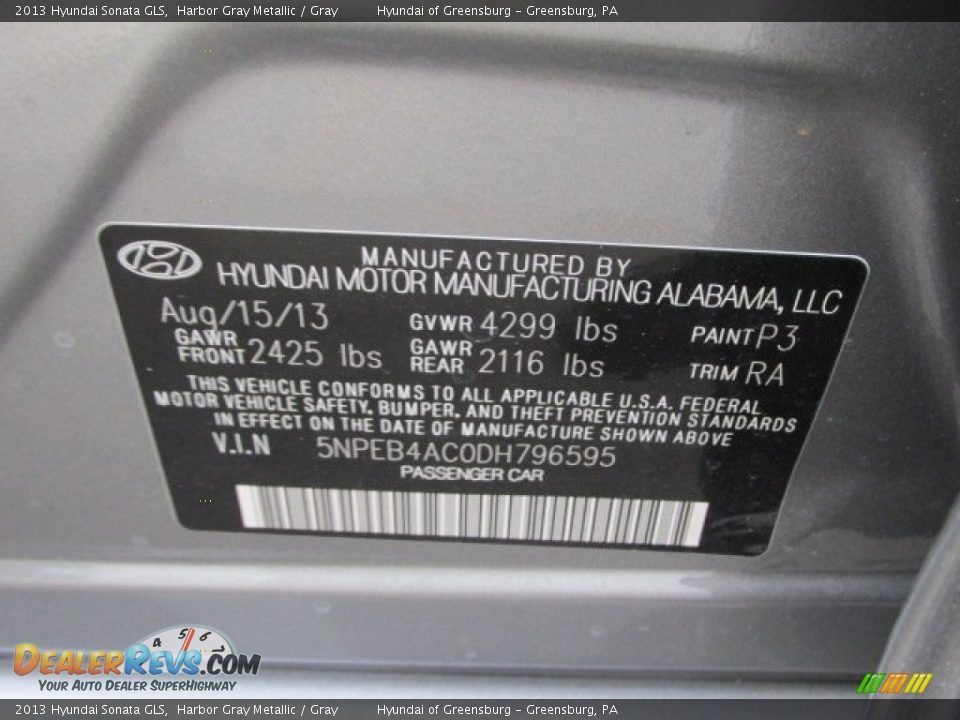 2013 Hyundai Sonata GLS, Harbor Gray Metallic / Gray Hyundai of Greensburg - Greensburg, PA
MANUFACTURED BY
HYUNDAI MOTOR MANUFACTURING ALABAMA, LLC
Aug/15/13 GVWR 4299 lbs PAINT P3
GAWR FRONT 2425 lbs GAWR REAR 2116 lbs TRIM RA
THIS VEHICLE CONFORMS TO ALL APPLICABLE U.S.A. FEDERAL
MOTOR VEHICLE SAFETY, BUMPER, AND THEFT PREVENTION STANDARDS
IN EFFECT ON THE DATE OF MANUFACTURE SHOWN ABOVE
V.I.N 5NPEB4AC0DH796595
PASSENGER CAR
4 5 6
DEALERREVS.COM
YOUR AUTO DEALER SUPERHIGHWAY
2013 Hyundai Sonata GLS, Harbor Gray Metallic / Gray Hyundai of Greensburg - Greensburg, PA